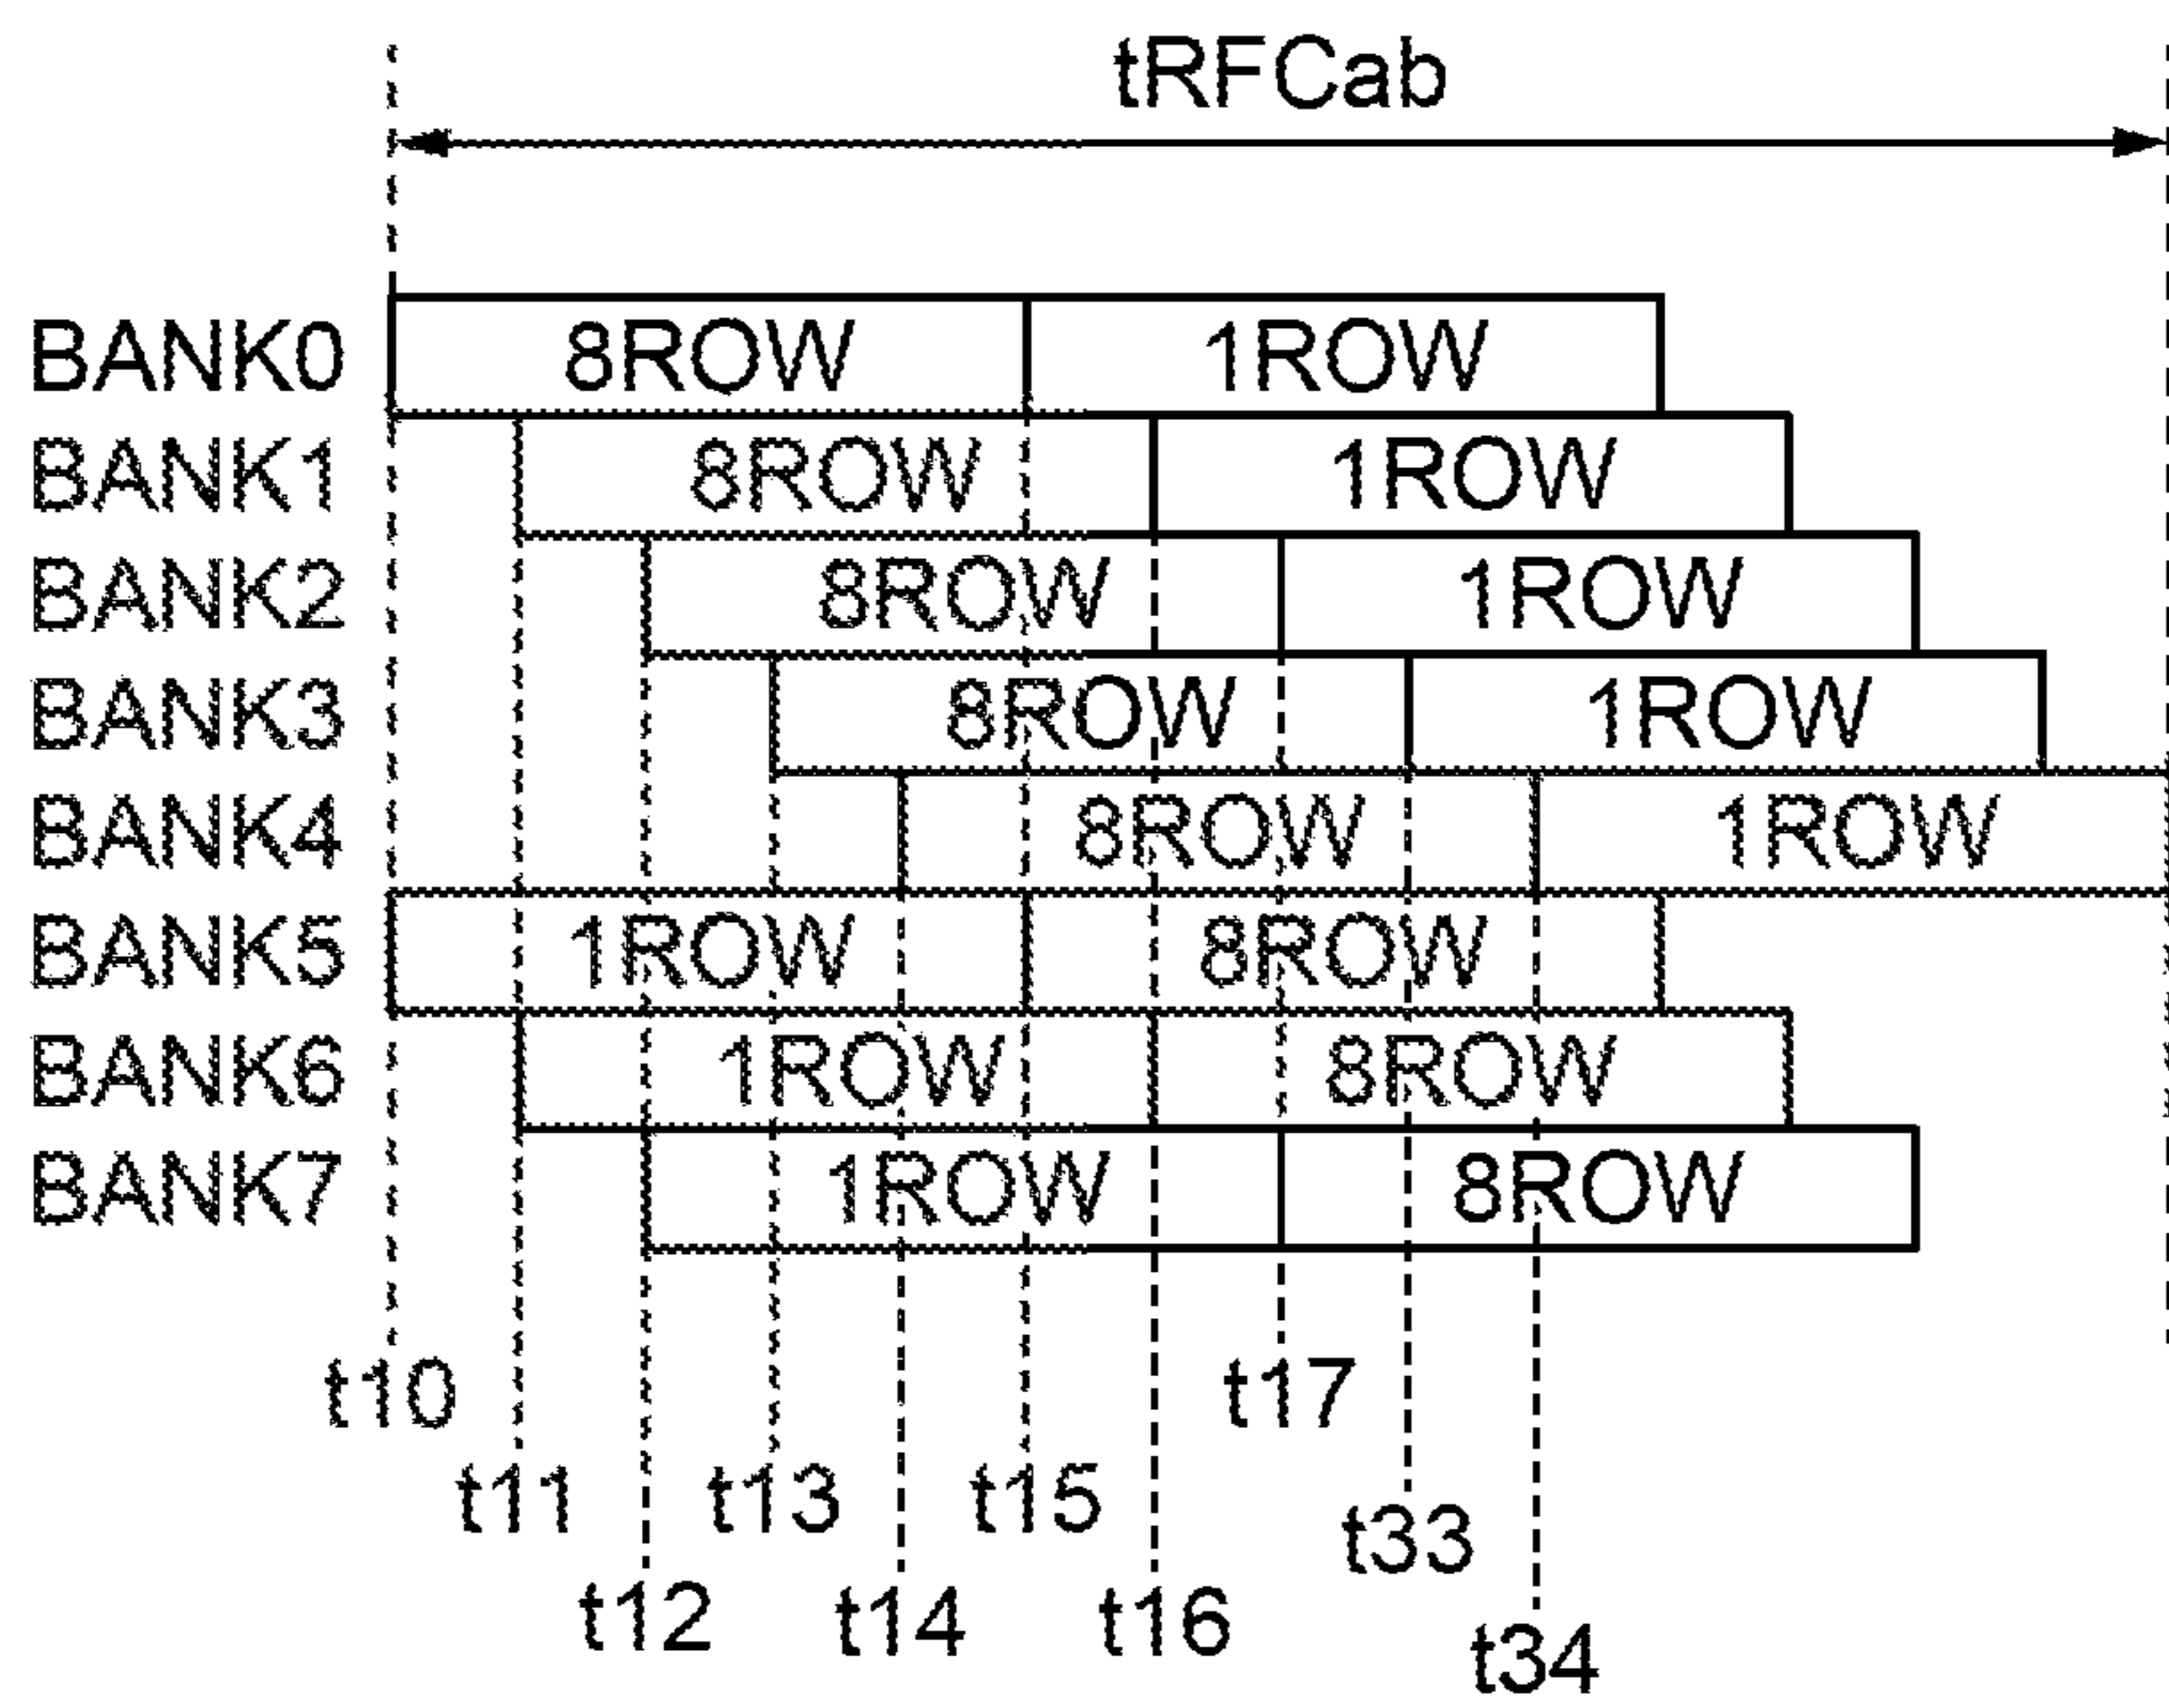 tRFCab
BANK0 8ROW 1ROW
BANK1 8ROW 1ROW
BANK2 8ROW 1ROW
BANK3 8ROW 1ROW
BANK4 8ROW 1ROW
BANK5 1ROW 8ROW
BANK6 1ROW 8ROW
BANK7 1ROW 8ROW
t10 t17
t11 t13 t15 t33
t12 t14 t16 t34